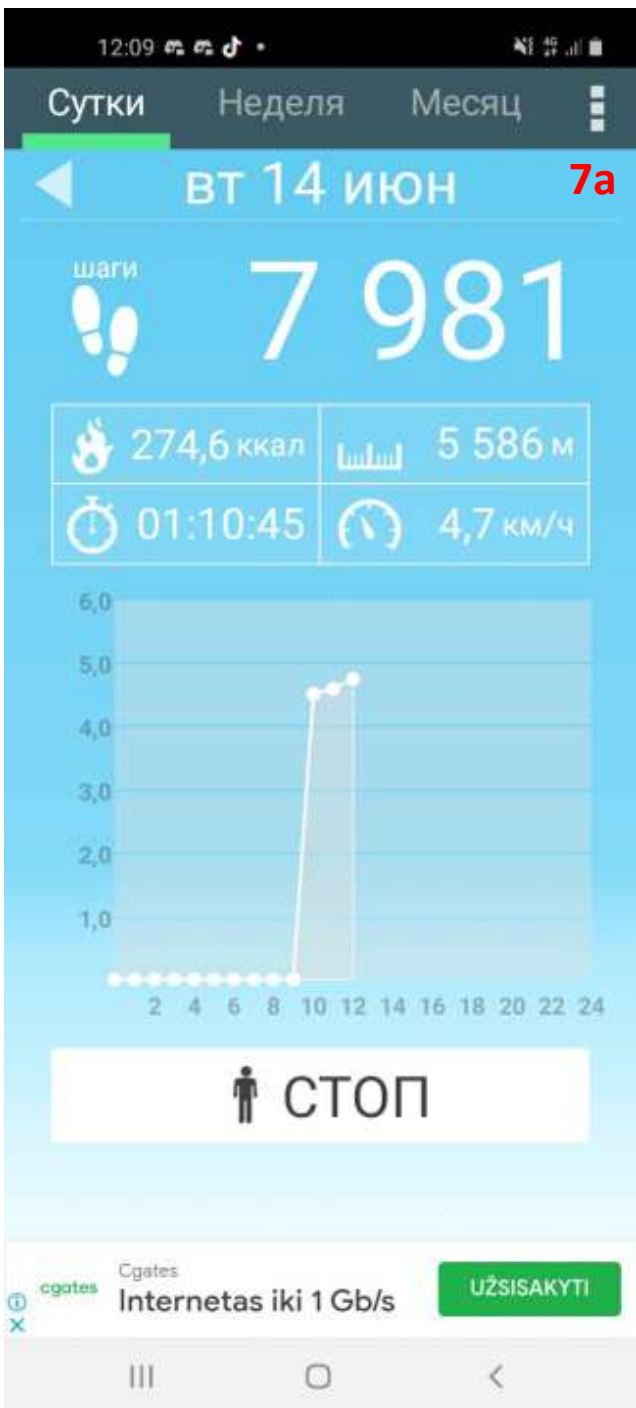 12:09
4G
Сутки Неделя Месяц
вт 14 июн 7a
шаги
7 981
274,6 ккал 5 586 м
01:10:45 4,7 км/ч
6,0
5,0
4,0
3,0
2,0
1,0
2 4 6 8 10 12 14 16 18 20 22 24
СТОП
cgates
Cgates
Internetas iki 1 Gb/s
UŽSISAKYTI